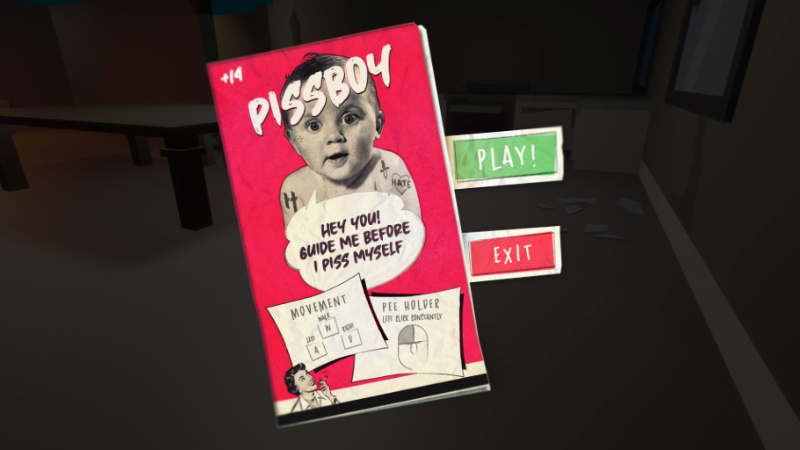 +14
PISSBOY
HATE
HEY YOU!
GUIDE ME BEFORE
I PISS MYSELF
MOVEMENT
WALK
W
LEFT
RIGHT
A
D
PEE HOLDER
LEFT CLICK CONSTANTLY
PLAY!
EXIT